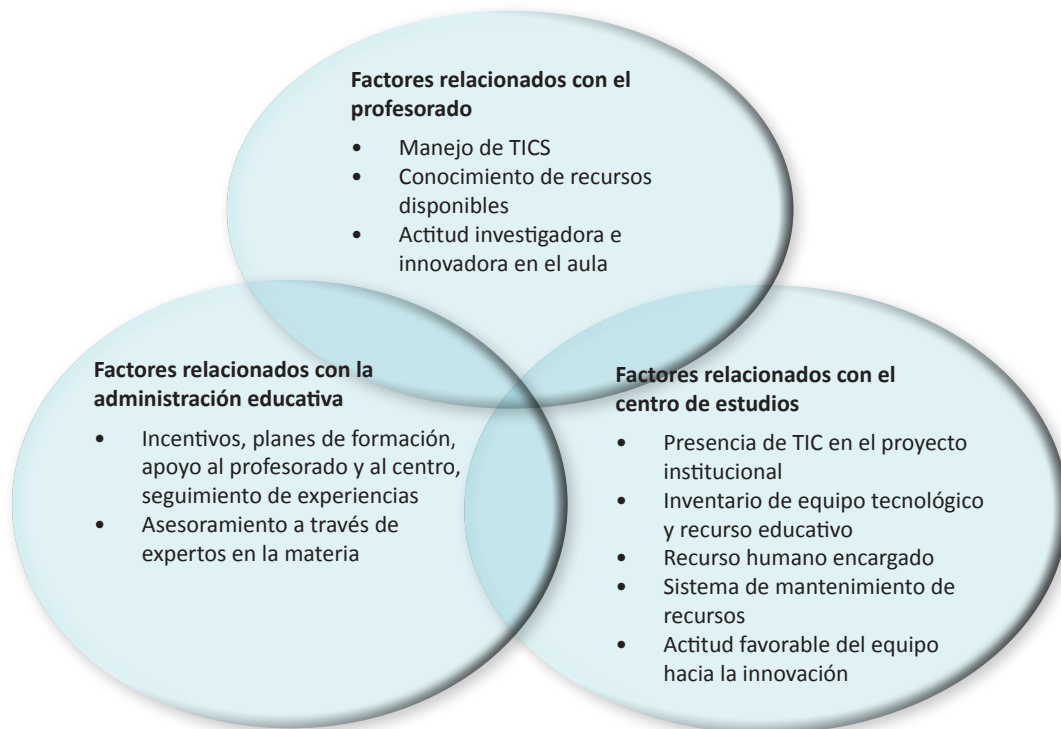 Factores relacionados con el
profesorado
• Manejo de TICS
• Conocimiento de recursos
disponibles
• Actitud investigadora e
innovadora en el aula
Factores relacionados con la
administración educativa
• Incentivos, planes de formación,
apoyo al profesorado y al centro,
seguimiento de experiencias
• Asesoramiento a través de
expertos en la materia
Factores relacionados con el
centro de estudios
• Presencia de TIC en el proyecto
institucional
• Inventario de equipo tecnológico
y recurso educativo
• Recurso humano encargado
• Sistema de mantenimiento de
recursos
• Actitud favorable del equipo
hacia la innovación